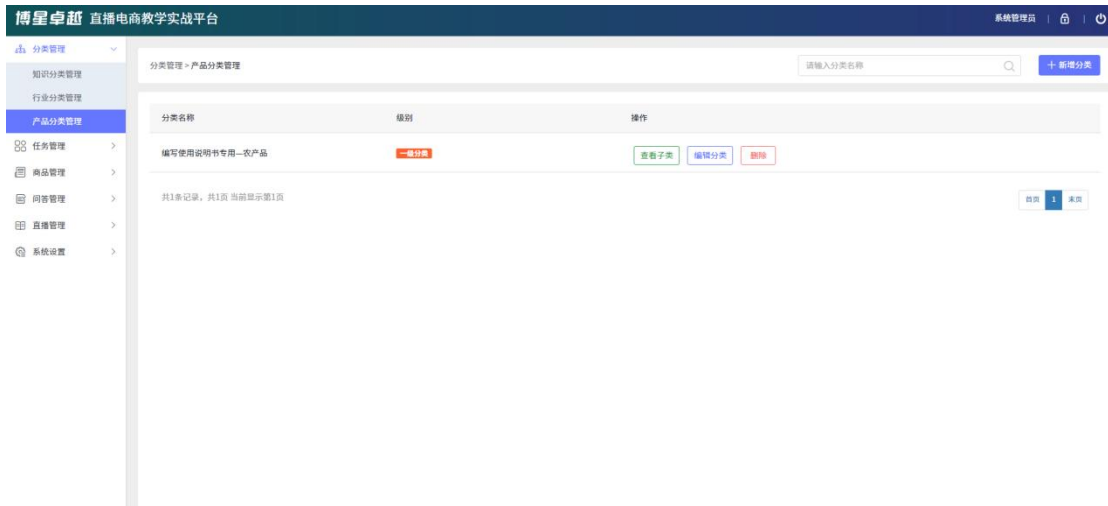 博星卓越 直播电商教学实战平台
系统管理员
分类管理
知识分类管理
行业分类管理
产品分类管理
任务管理
商品管理
问答管理
直播管理
系统设置
分类管理 > 产品分类管理
请输入分类名称
新增分类
分类名称 级别 操作
编写使用说明书专用—农产品 一级分类 查看子类 编辑分类 删除
共1条记录，共1页 当前显示第1页
首页 1 末页